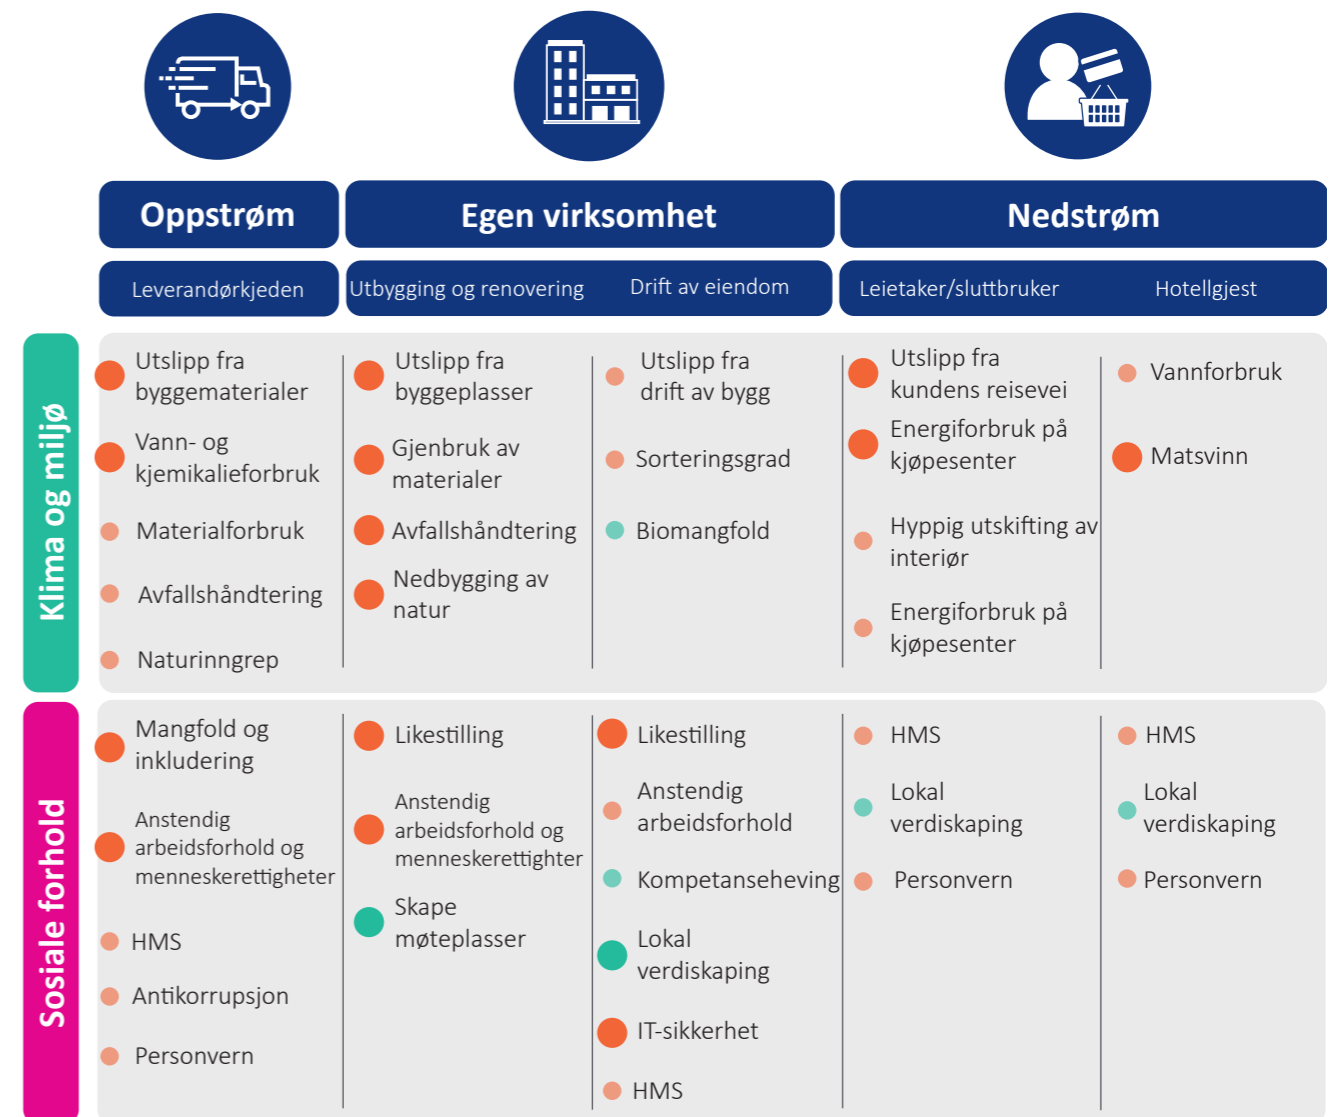 Oppstrøm
Egen virksomhet
Nedstrøm
Leverandørkjeden
Utbygging og renovering
Drift av eiendom
Leietaker/sluttbruker
Hotellgjest
Klima og miljø
Utslipp fra
byggematerialer
Vann- og
kjemikalieforbruk
Materialforbruk
Avfallshåndtering
Naturinngrep
Utslipp fra
byggeplasser
Gjenbruk av
materialer
Avfallshåndtering
Nedbygging av
natur
Utslipp fra
drift av bygg
Sorteringsgrad
Biomangfold
Utslipp fra
kundens reisevei
Energiforbruk på
kjøpesenter
Hyppig utskifting av
interiør
Energiforbruk på
kjøpesenter
Vannforbruk
Matsvinn
Sosiale forhold
Mangfold og
inkludering
Anstendig
arbeidsforhold og
menneskerettigheter
HMS
Antikorrupsjon
Personvern
Likestilling
Anstendig
arbeidsforhold og
menneskerettighter
Skape
møteplasser
Likestilling
Anstendig
arbeidsforhold
Kompetanseheving
Lokal
verdiskaping
IT-sikkerhet
HMS
HMS
Lokal
verdiskaping
Personvern
HMS
Lokal
verdiskaping
Personvern